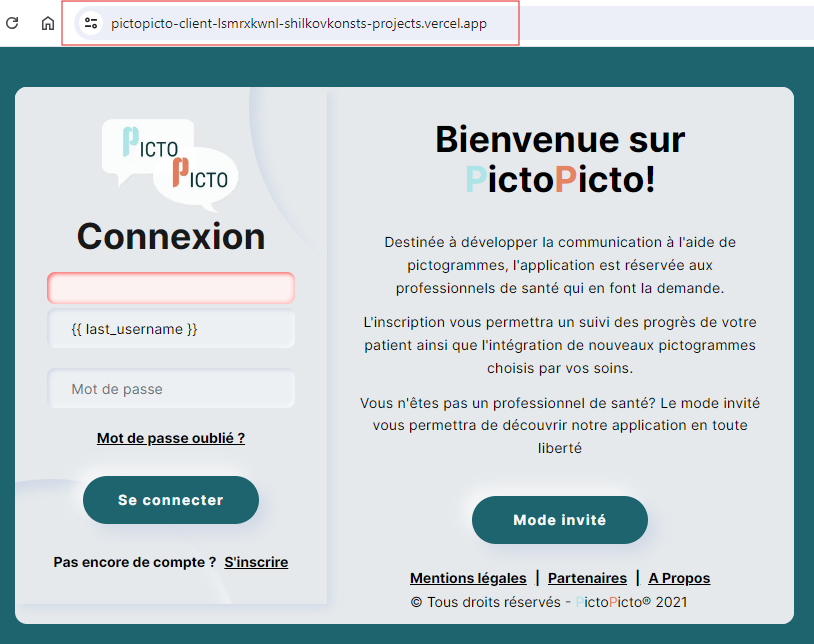 pictopicto-client-lsmrxkwnl-shilkovkonsts-projects.vercel.app
PICTO
PICTO
Connexion
{{ last_username }}
Mot de passe
Mot de passe oublié ?
Se connecter
Pas encore de compte ? S'inscrire
Bienvenue sur
PictoPicto!
Destinée à développer la communication à l'aide de
pictogrammes, l'application est réservée aux
professionnels de santé qui en font la demande.
L'inscription vous permettra un suivi des progrès de votre
patient ainsi que l'intégration de nouveaux pictogrammes
choisis par vos soins.
Vous n'êtes pas un professionnel de santé? Le mode invité
vous permettra de découvrir notre application en toute
liberté
Mode invité
Mentions légales | Partenaires | A Propos
© Tous droits réservés - PictoPicto® 2021